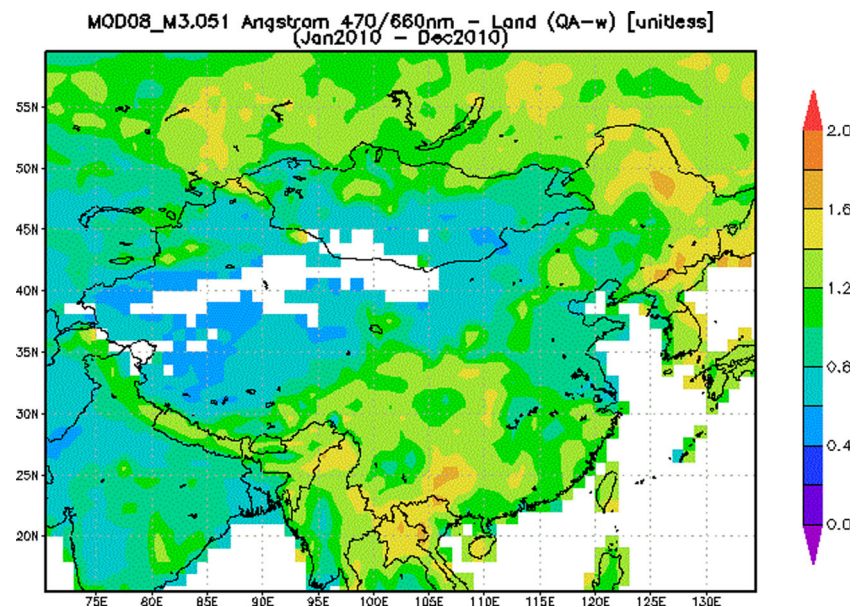 MOD08_M3.051 Angstrom 470/660nm - Land (QA-w) [unitless]
(Jan2010 - Dec2010)
55N
50N
45N
40N
35N
30N
25N
20N
75E 80E 85E 90E 95E 100E 105E 110E 115E 120E 125E 130E
2.0
1.6
1.2
0.8
0.4
0.0